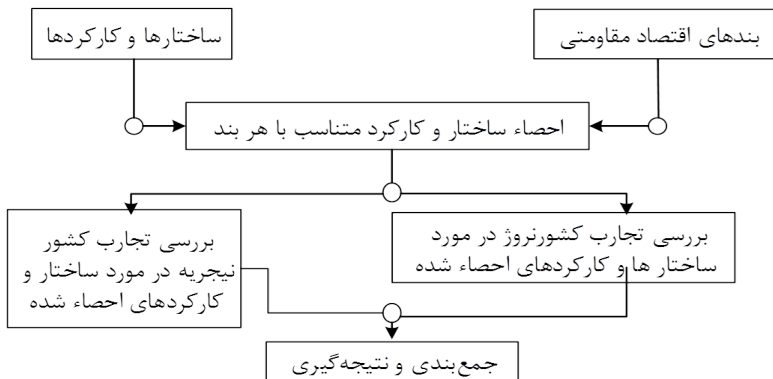 بندهای اقتصاد مقاومتی
ساختارها و کارکردها
احصاء ساختار و کارکرد متناسب با هر بند
بررسی تجارب کشورنروژ در مورد
ساختار ها و کارکردهای احصاء شده
بررسی تجارب کشور
نیجریه در مورد ساختار و
کارکردهای احصاء شده
جمع‌بندی و نتیجه‌گیری